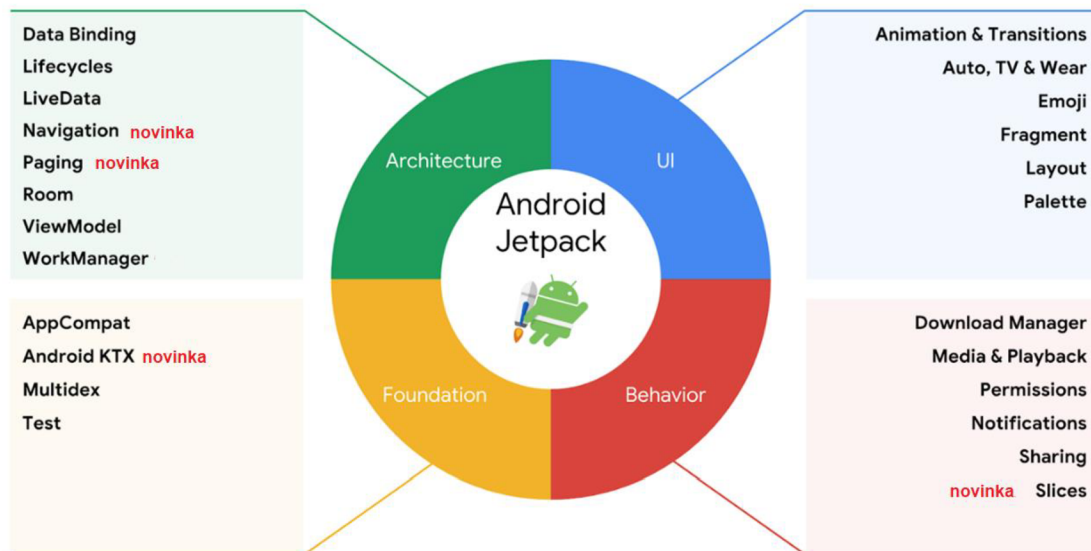 Data Binding
Lifecycles
LiveData
Navigation novinka
Paging novinka
Room
ViewModel
WorkManager
AppCompat
Android KTX novinka
Multidex
Test
Architecture
UI
Android
Jetpack
Foundation
Behavior
Animation & Transitions
Auto, TV & Wear
Emoji
Fragment
Layout
Palette
Download Manager
Media & Playback
Permissions
Notifications
Sharing
novinka Slices